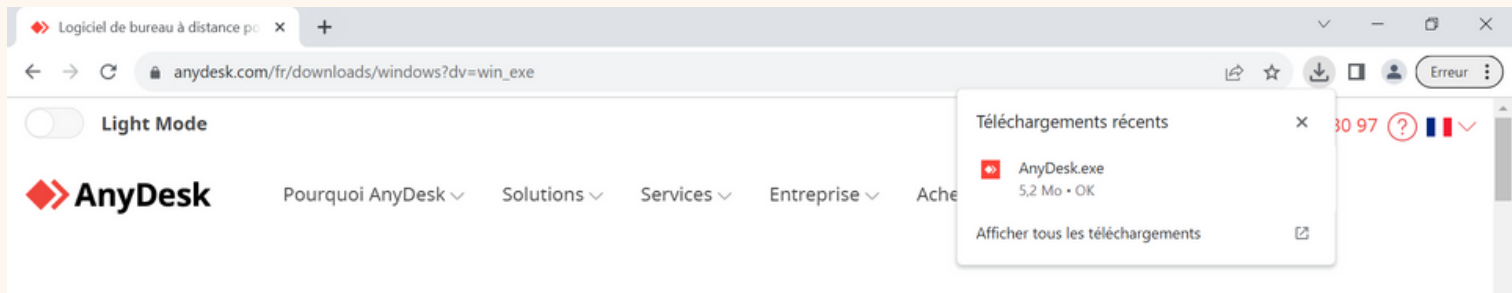 Logiciel de bureau à distance po
anydesk.com/fr/downloads/windows?dv=win_exe
Erreur
Light Mode
Téléchargements récents
30 97
AnyDesk.exe
5,2 Mo • OK
AnyDesk
Pourquoi AnyDesk
Solutions
Services
Entreprise
Ache
Afficher tous les téléchargements